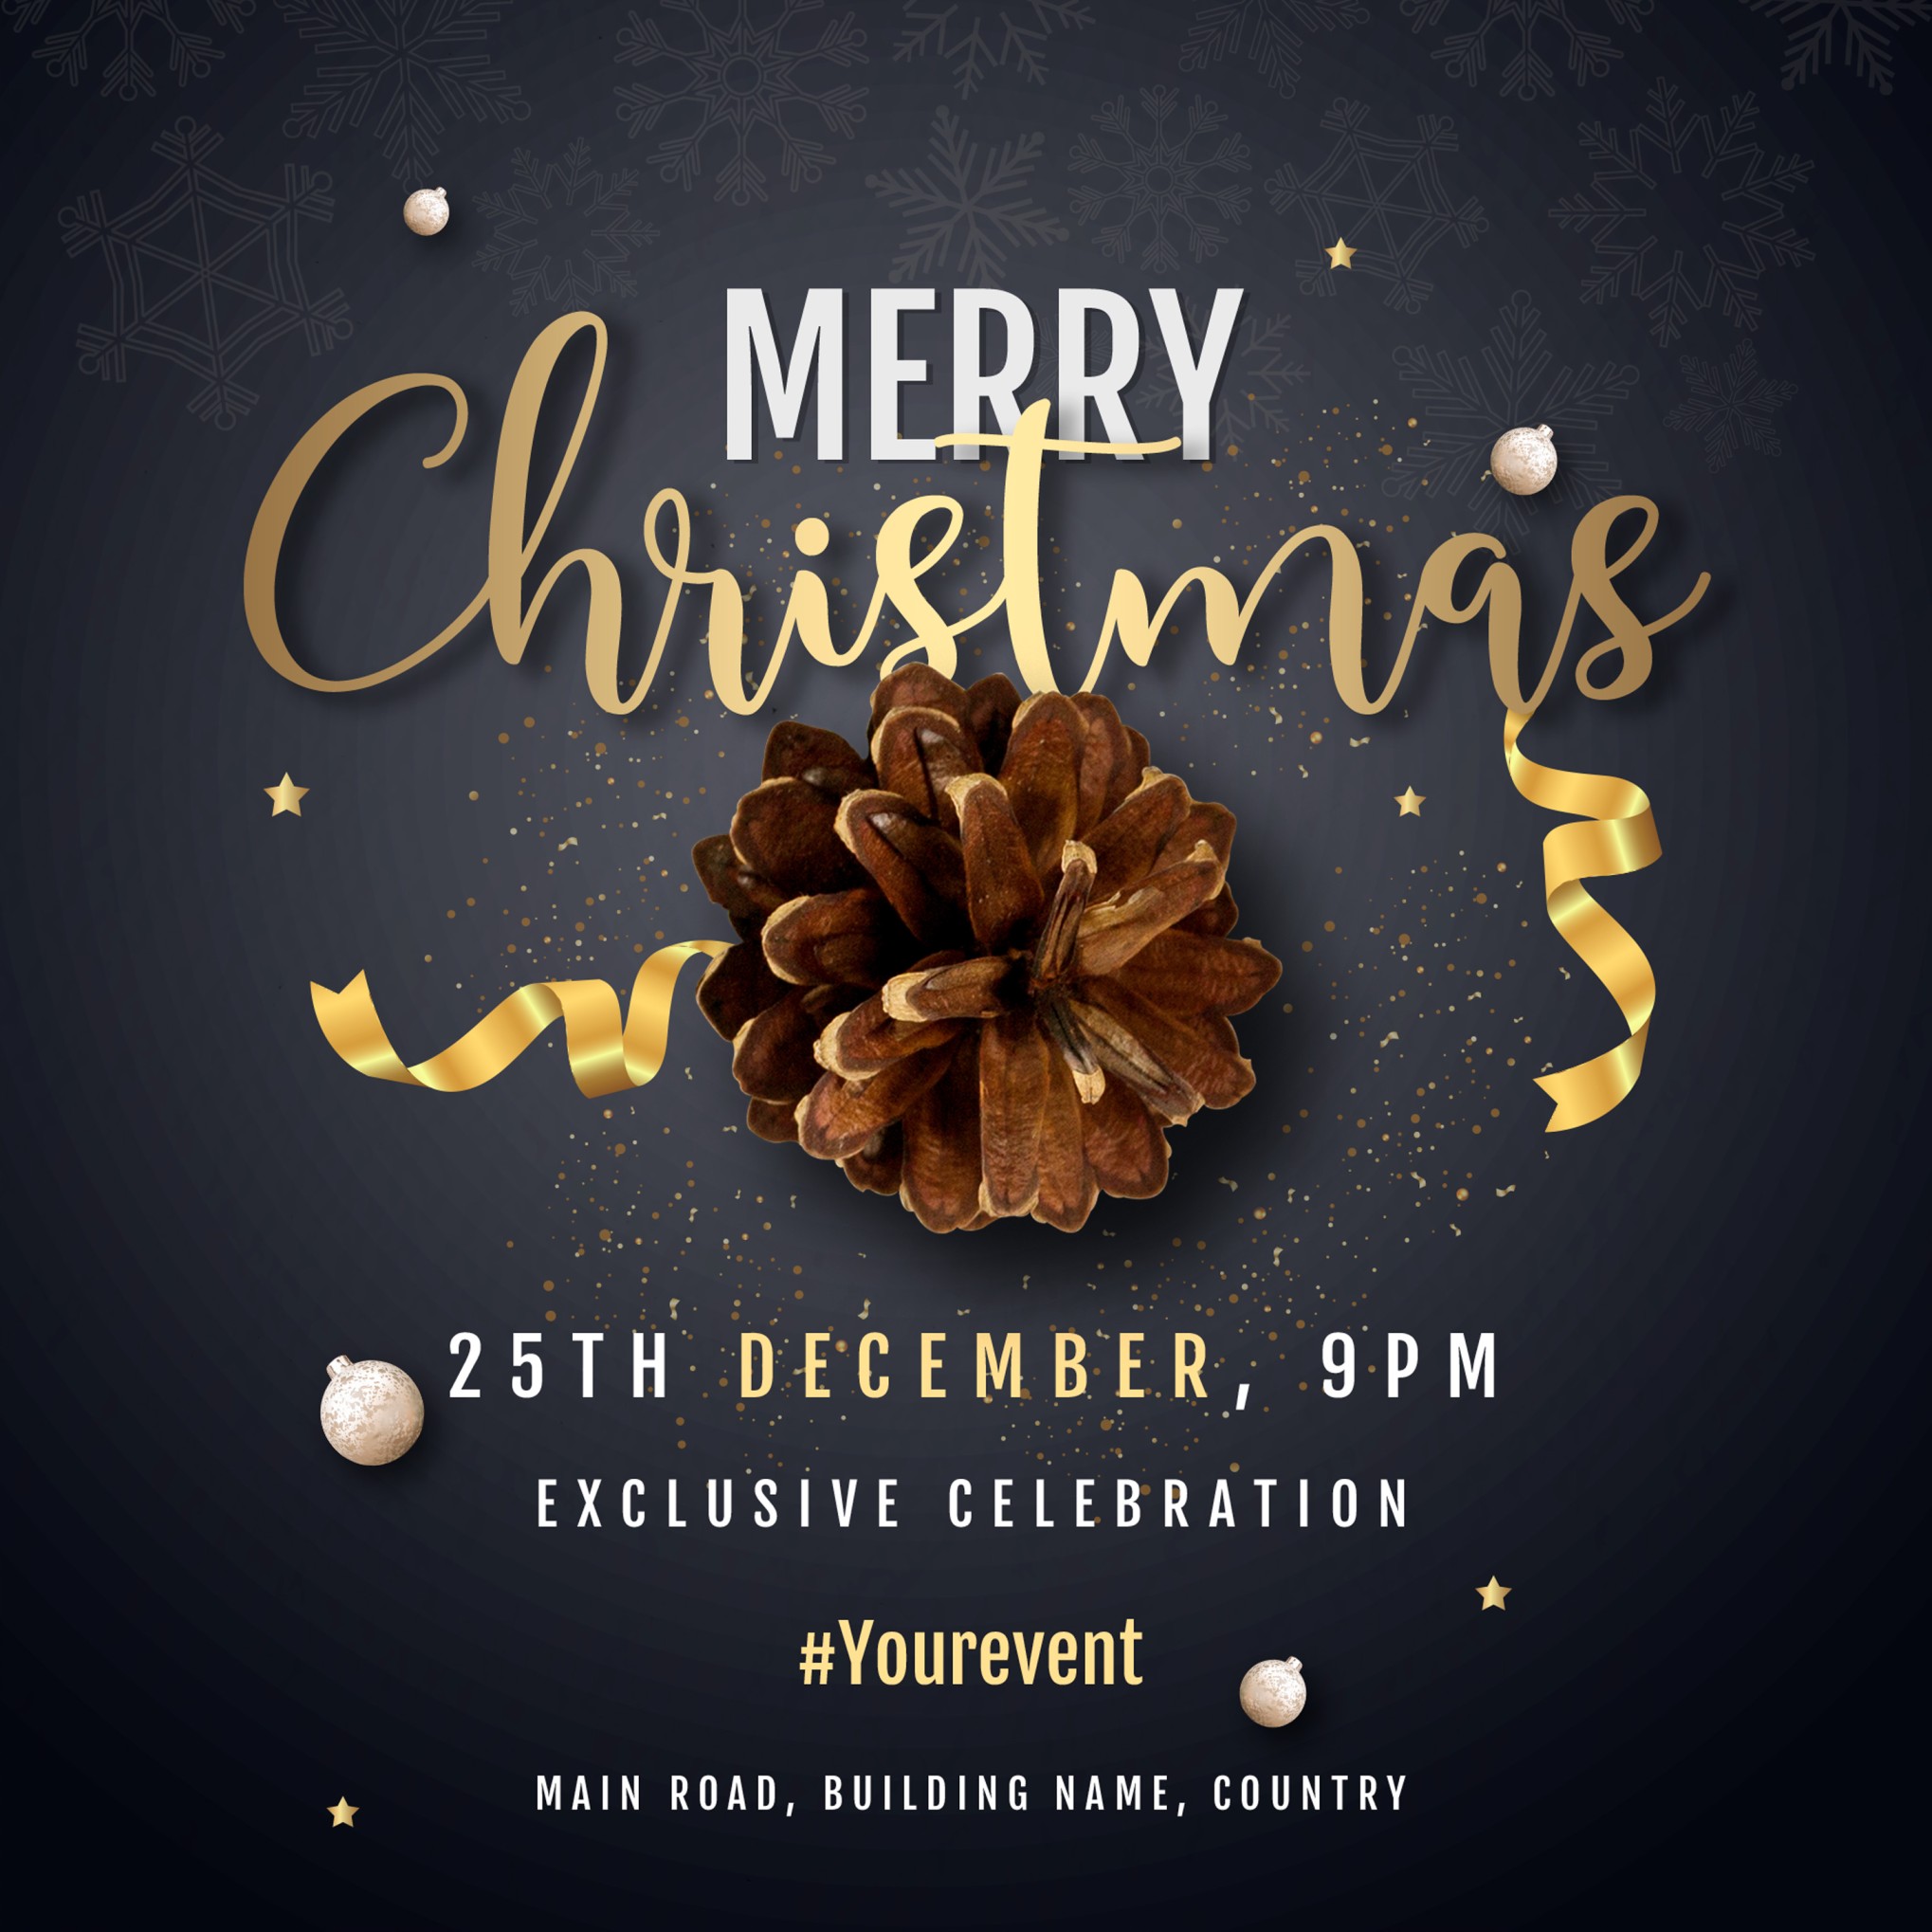 MERRY
Christmas
25TH DECEMBER, 9PM
EXCLUSIVE CELEBRATION
#Yourevent
MAIN ROAD, BUILDING NAME, COUNTRY